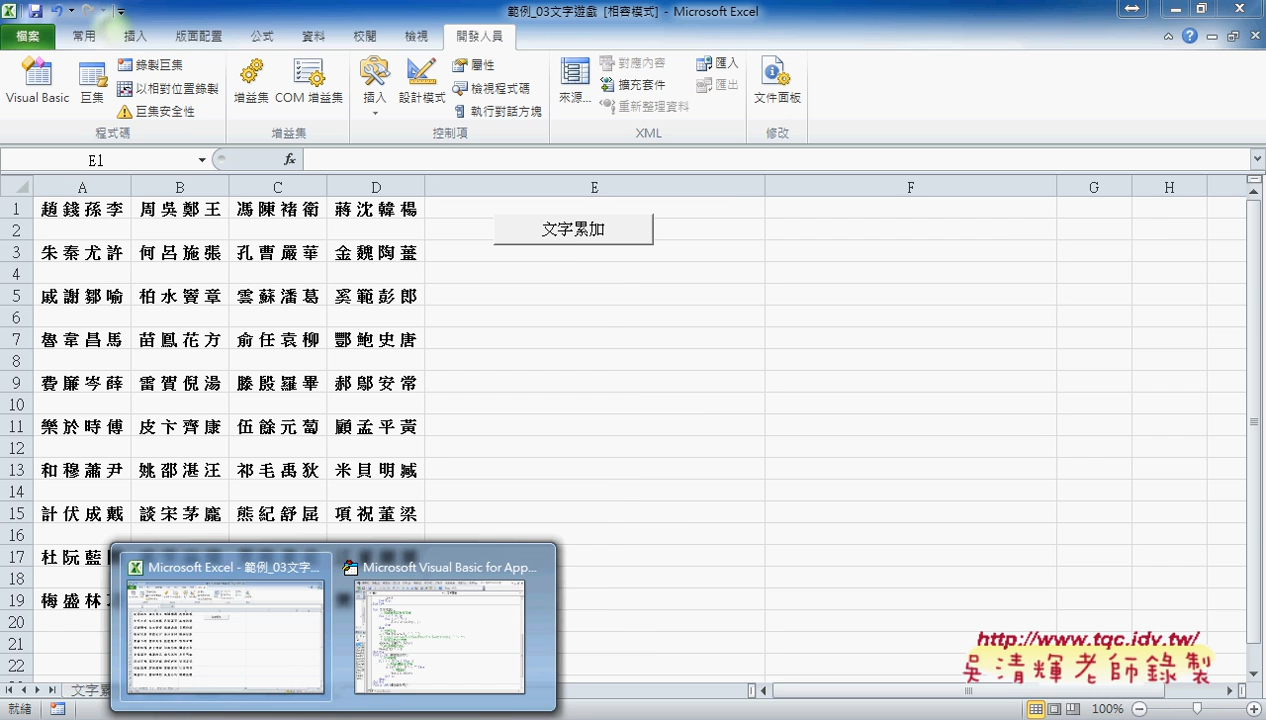 範例_03文字遊戲 [相容模式] - Microsoft Excel
檔案 常用 插入 版面配置 公式 資料 校閱 檢視 開發人員
Visual Basic 巨集 錄製巨集 以相對位置錄製 巨集安全性 程式碼
增益集 COM 增益集 增益集
插入 設計模式 屬性 檢視程式碼 執行對話方塊 控制項
來源... 對應內容 擴充套件 重新整理資料 匯入 匯出 XML
文件面板 修改
E1 fx
A B C D E F G H
1 趙錢孫李 周吳鄭王 馮陳褚衛 蔣沈韓楊
文字累加
2
3 朱秦尤許 何呂施張 孔曹嚴華 金魏陶薑
4
5 戚謝鄒喻 柏水竇章 雲蘇潘葛 奚範彭郎
6
7 魯韋昌馬 苗鳳花方 俞任袁柳 酆鮑史唐
8
9 費廉岑薛 雷賀倪湯 滕殷羅畢 郝鄔安常
10
11 樂於時傅 皮卞齊康 伍餘元蔔 顧孟平黃
12
13 和穆蕭尹 姚邵湛汪 祁毛禹狄 米貝明臧
14
15 計伏成戴 談宋茅龐 熊紀舒屈 項祝董梁
16
17 杜阮藍
18
19 梅盛林
20
21
22
Microsoft Excel - 範例_03文字...
Microsoft Visual Basic for App...
http://www.tqc.idv.tw/
吳清輝老師錄製
文字累
就緒 100%